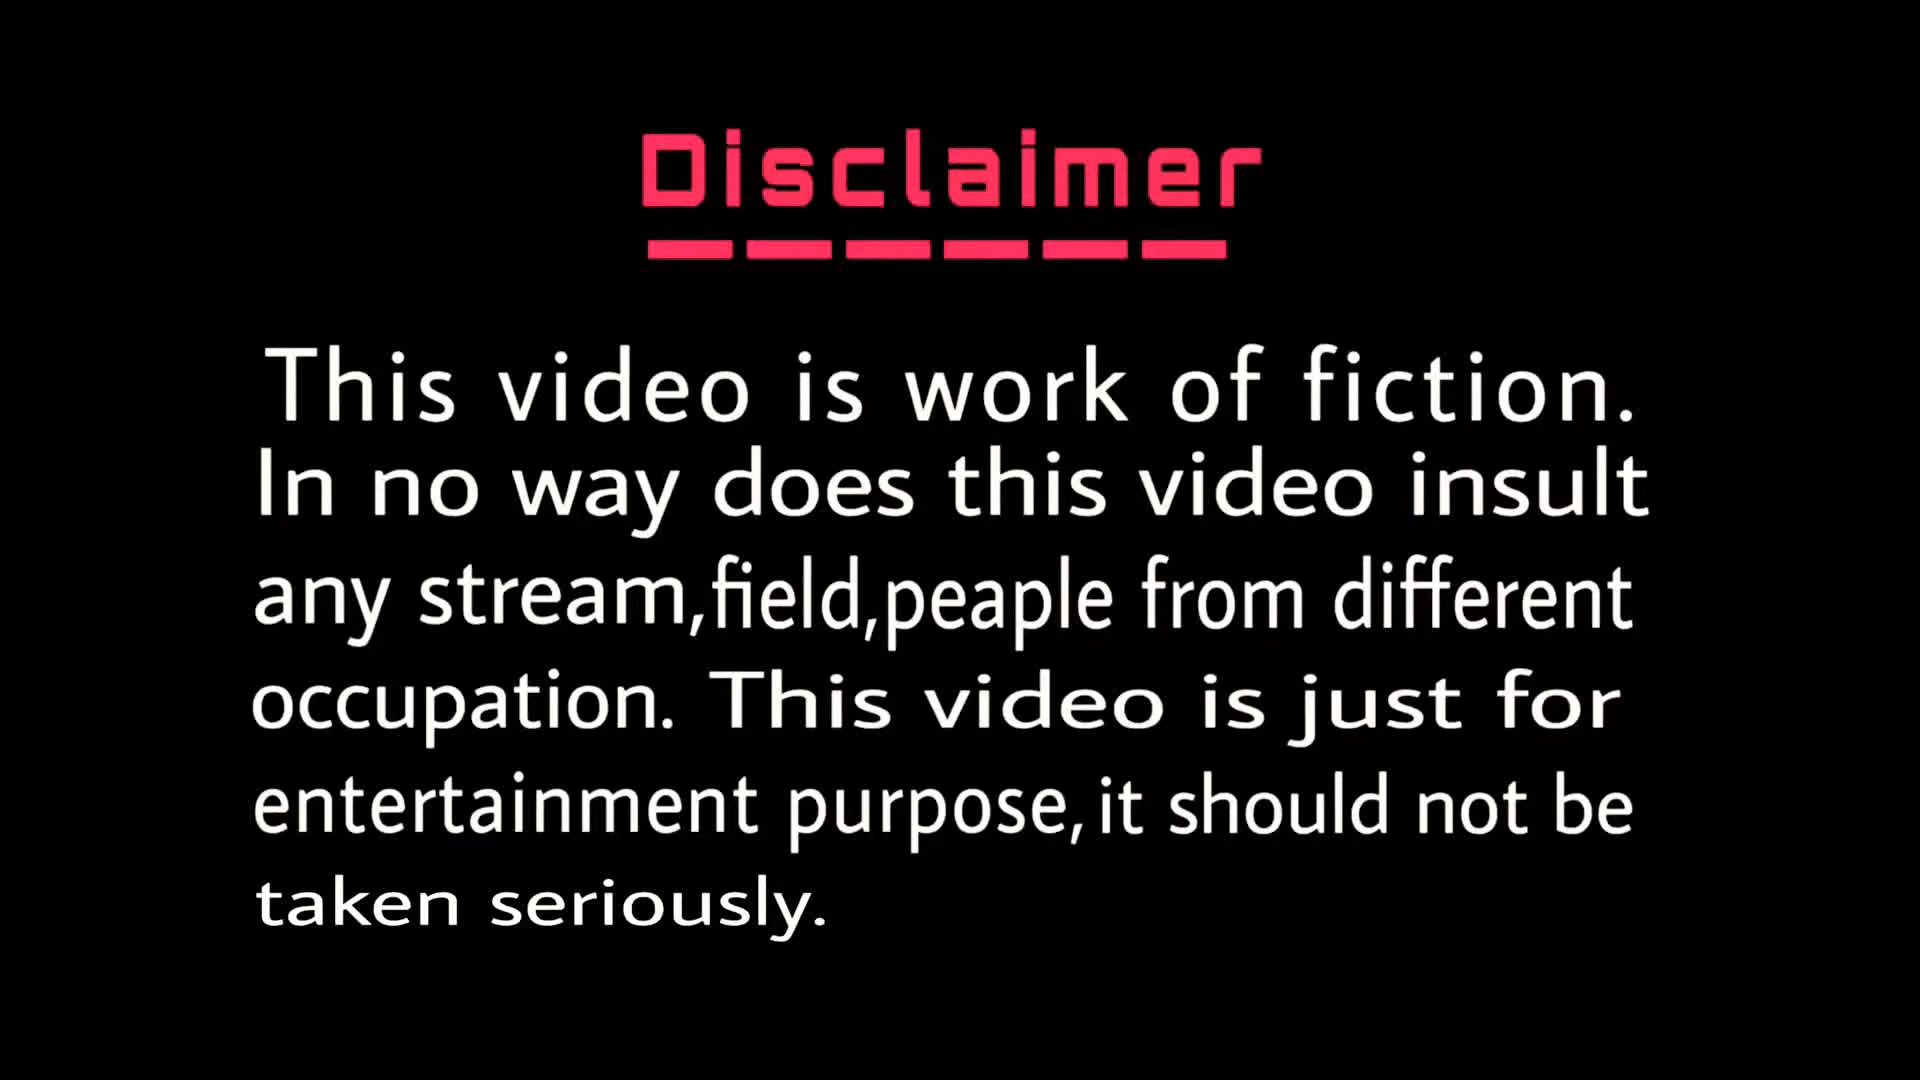 Disclaimer
This video is work of fiction.
In no way does this video insult
any stream,field,peaple from different
occupation. This video is just for
entertainment purpose,it should not be
taken seriously.